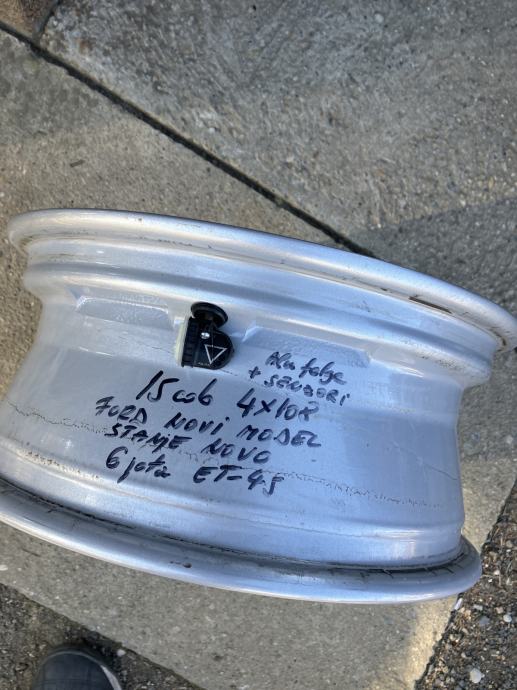 Alu felge
+ SENZORI
15 col 4x108
FORD NOVI MODEL
STANJE NOVO
6 jota ET-45